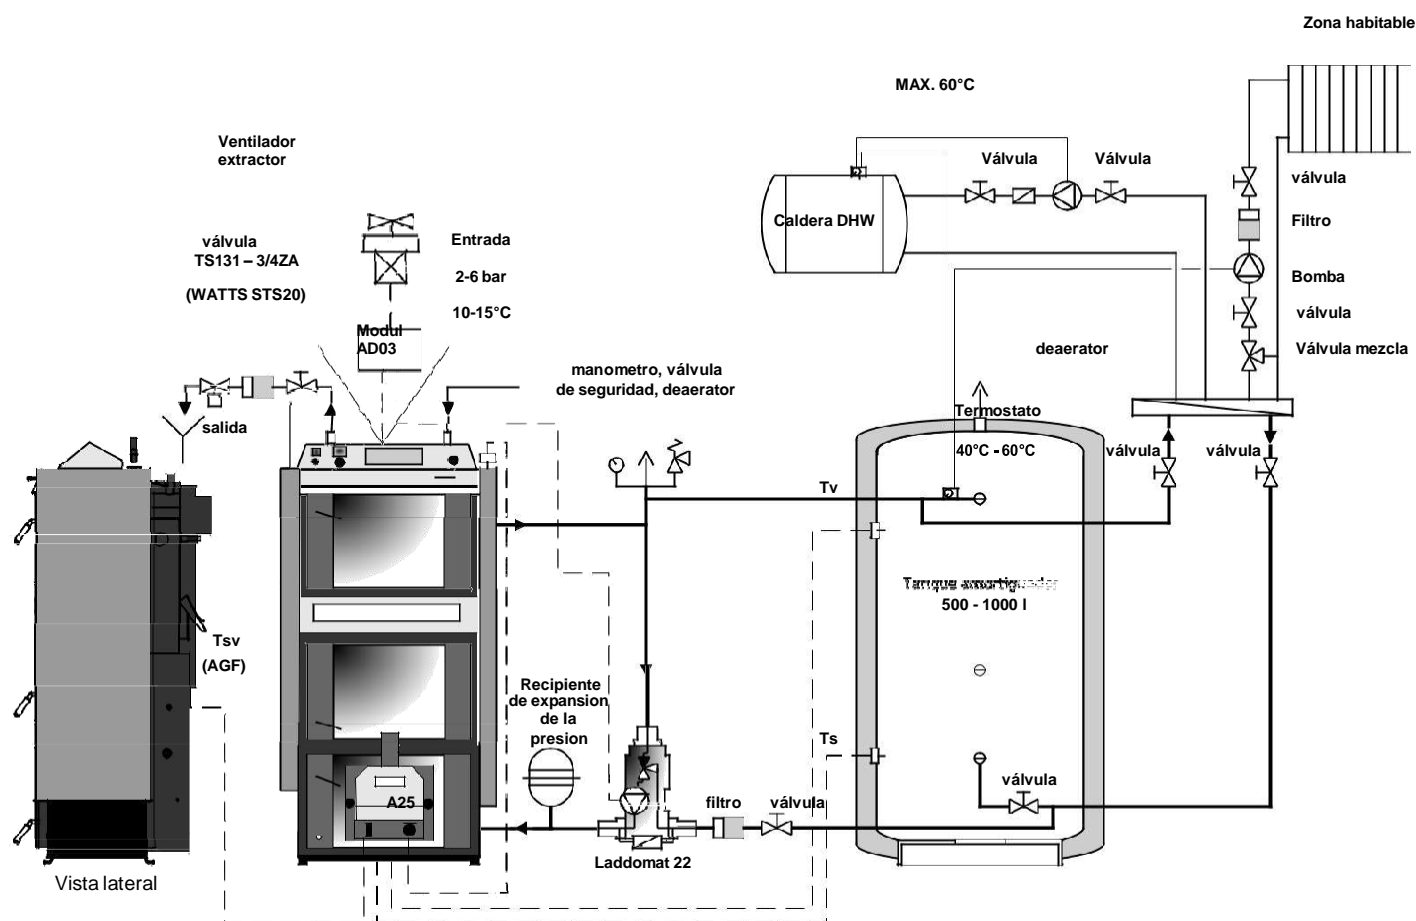 Zona habitable
MAX. 60°C
Ventilador
extractor
Válvula
Válvula
válvula
Caldera DHW
Filtro
válvula
TS131 – 3/4ZA
(WATTS STS20)
Entrada
2-6 bar
10-15°C
Bomba
válvula
Modul
AD03
deaerator
Válvula mezcla
manometro, válvula
de seguridad, deaerator
salida
Termostato
40°C - 60°C
válvula
válvula
Tv
Tanque amortiguador
500 - 1000 l
Tsv
(AGF)
Recipiente
de expansion
de la
presion
Ts
válvula
A25
filtro
válvula
Laddomat 22
Vista lateral